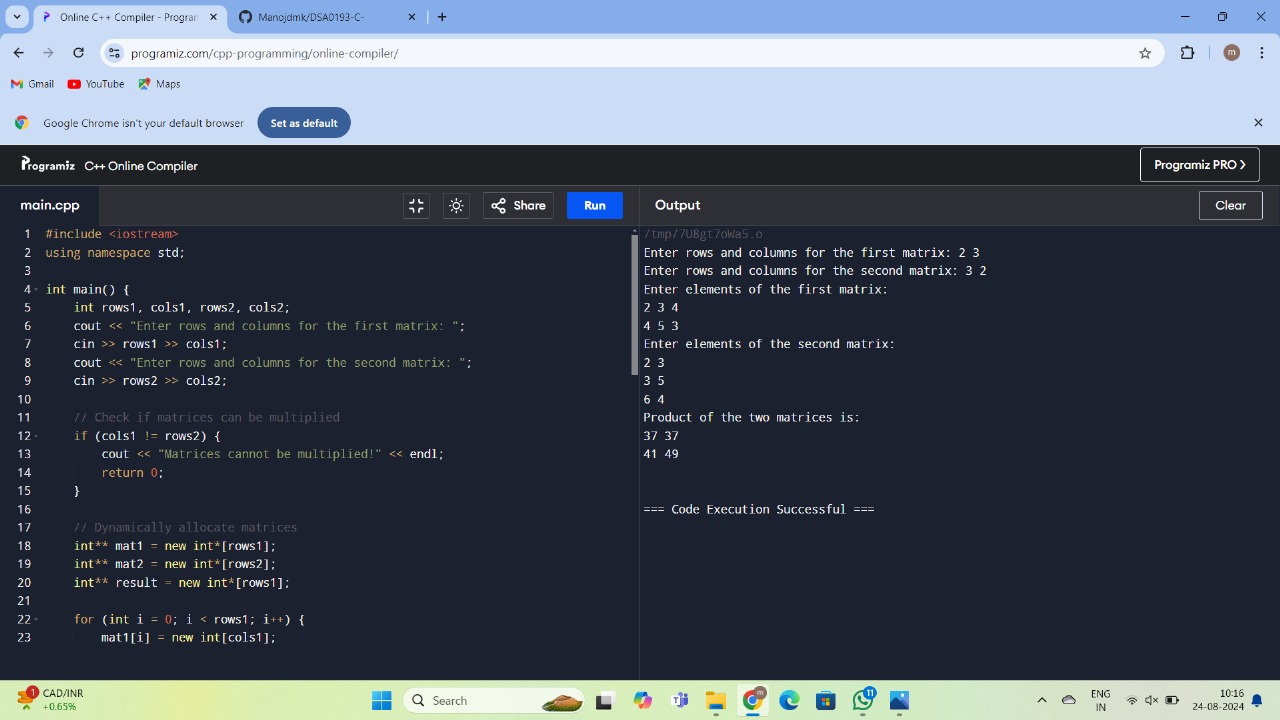 Online C++ Compiler - Program
Manojdmk/DSA0193-C-
programiz.com/cpp-programming/online-compiler/
m
Gmail
YouTube
Maps
Google Chrome isn't your default browser
Set as default
Programiz
C++ Online Compiler
Programiz PRO
main.cpp
Share
Run
Output
Clear
1 #include <iostream>
2 using namespace std;
3
4 int main() {
5 int rows1, cols1, rows2, cols2;
6 cout << "Enter rows and columns for the first matrix: ";
7 cin >> rows1 >> cols1;
8 cout << "Enter rows and columns for the second matrix: ";
9 cin >> rows2 >> cols2;
10
11 // Check if matrices can be multiplied
12 if (cols1 != rows2) {
13 cout << "Matrices cannot be multiplied!" << endl;
14 return 0;
15 }
16
17 // Dynamically allocate matrices
18 int** mat1 = new int*[rows1];
19 int** mat2 = new int*[rows2];
20 int** result = new int*[rows1];
21
22 for (int i = 0; i < rows1; i++) {
23 mat1[i] = new int[cols1];
/tmp/7U8gt7oWa5.o
Enter rows and columns for the first matrix: 2 3
Enter rows and columns for the second matrix: 3 2
Enter elements of the first matrix:
2 3 4
4 5 3
Enter elements of the second matrix:
2 3
3 5
6 4
Product of the two matrices is:
37 37
41 49
=== Code Execution Successful ===
1
CAD/INR
+0.65%
Search
m
11
ENG
IN
10:16
24-08-2024